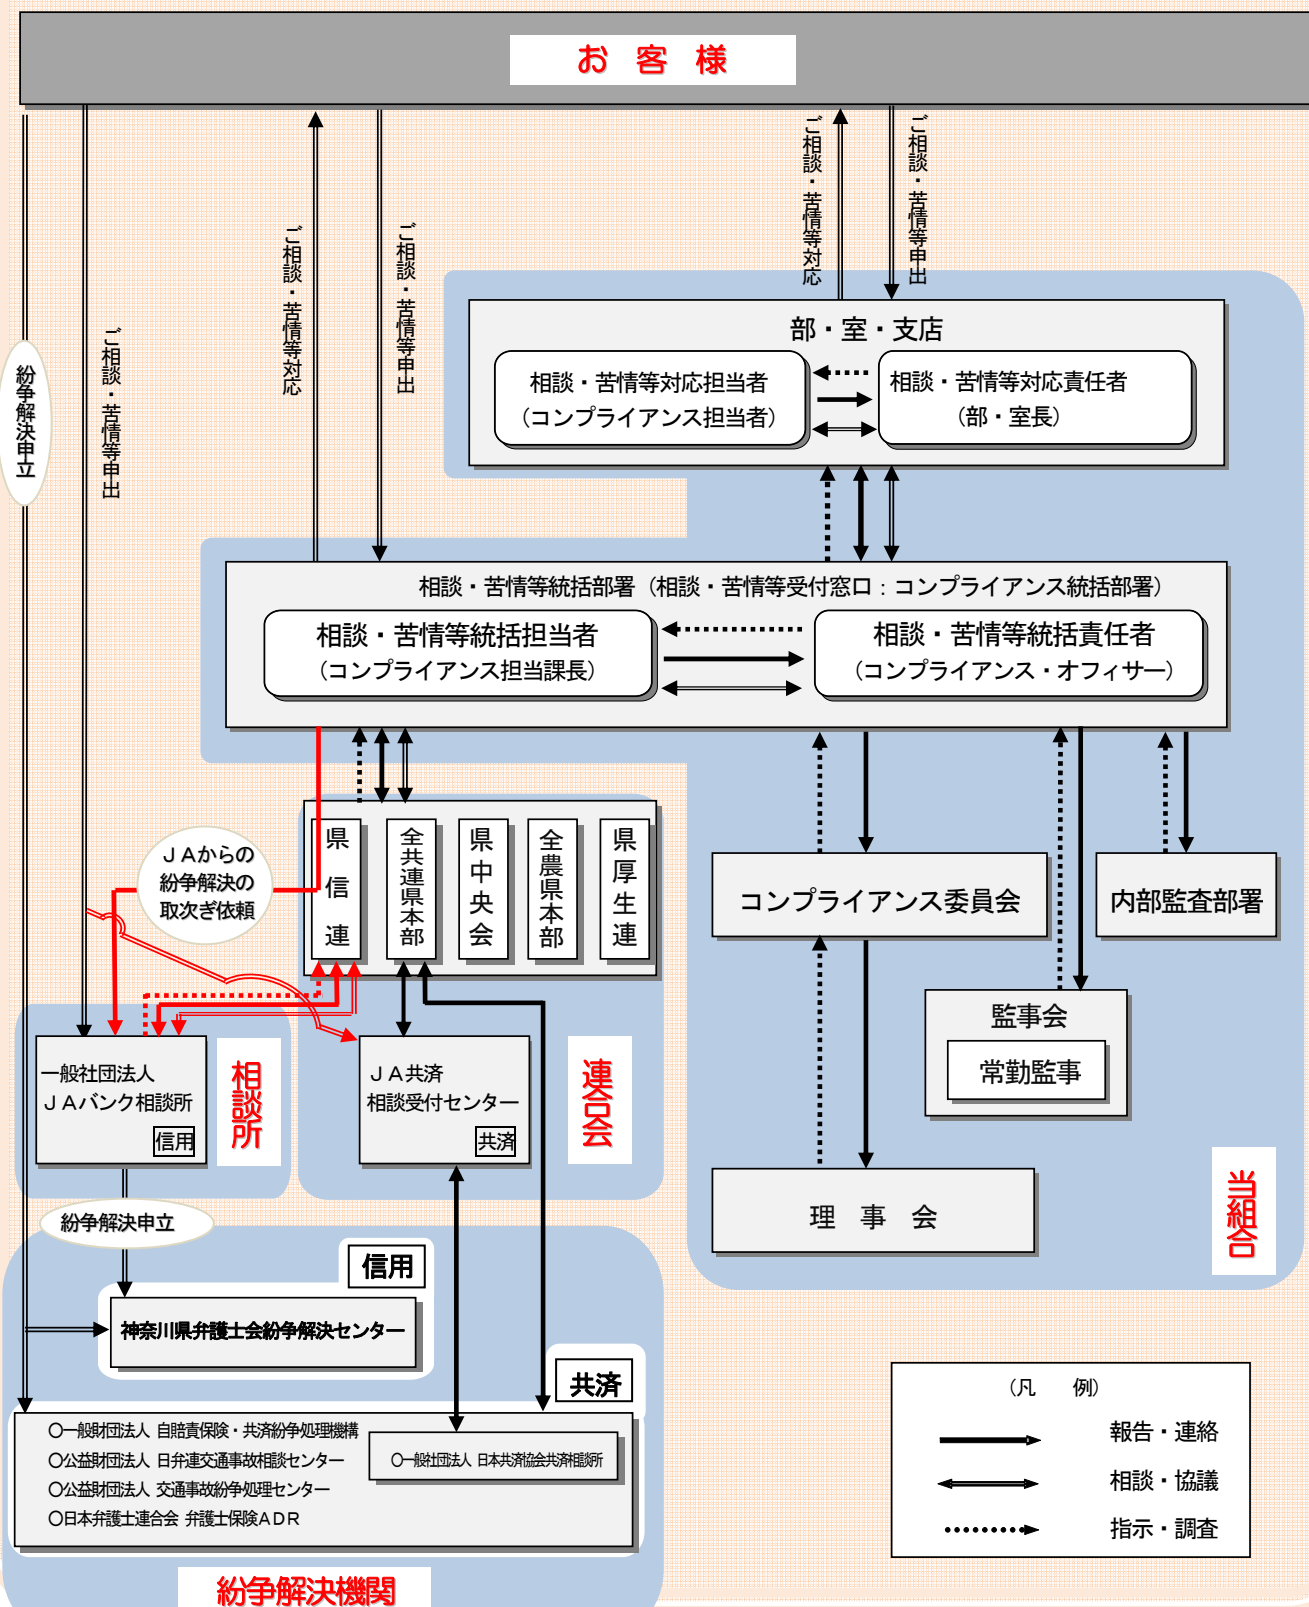 お客様
ご相談・苦情等対応
ご相談・苦情等申出
ご相談・苦情等対応
ご相談・苦情等申出
ご相談・苦情等申出
紛争解決申立
部・室・支店
相談・苦情等対応担当者
（コンプライアンス担当者）
相談・苦情等対応責任者
（部・室長）
相談・苦情等統括部署（相談・苦情等受付窓口：コンプライアンス統括部署）
相談・苦情等統括担当者
（コンプライアンス担当課長）
相談・苦情等統括責任者
（コンプライアンス・オフィサー）
県信連
全共連県本部
県中央会
全農県本部
県厚生連
ＪＡからの
紛争解決の
取次ぎ依頼
コンプライアンス委員会
内部監査部署
監事会
常勤監事
一般社団法人
ＪＡバンク相談所
信用
相談所
ＪＡ共済
相談受付センター
共済
連合会
理事会
当組合
紛争解決申立
信用
神奈川県弁護士会紛争解決センター
共済
〇一般財団法人 自賠責保険・共済紛争処理機構
〇公益財団法人 日弁連交通事故相談センター
〇公益財団法人 交通事故紛争処理センター
〇日本弁護士連合会 弁護士保険ＡＤＲ
〇一般社団法人 日本共済協会共済相談所
紛争解決機関
（凡　例）
報告・連絡
相談・協議
指示・調査